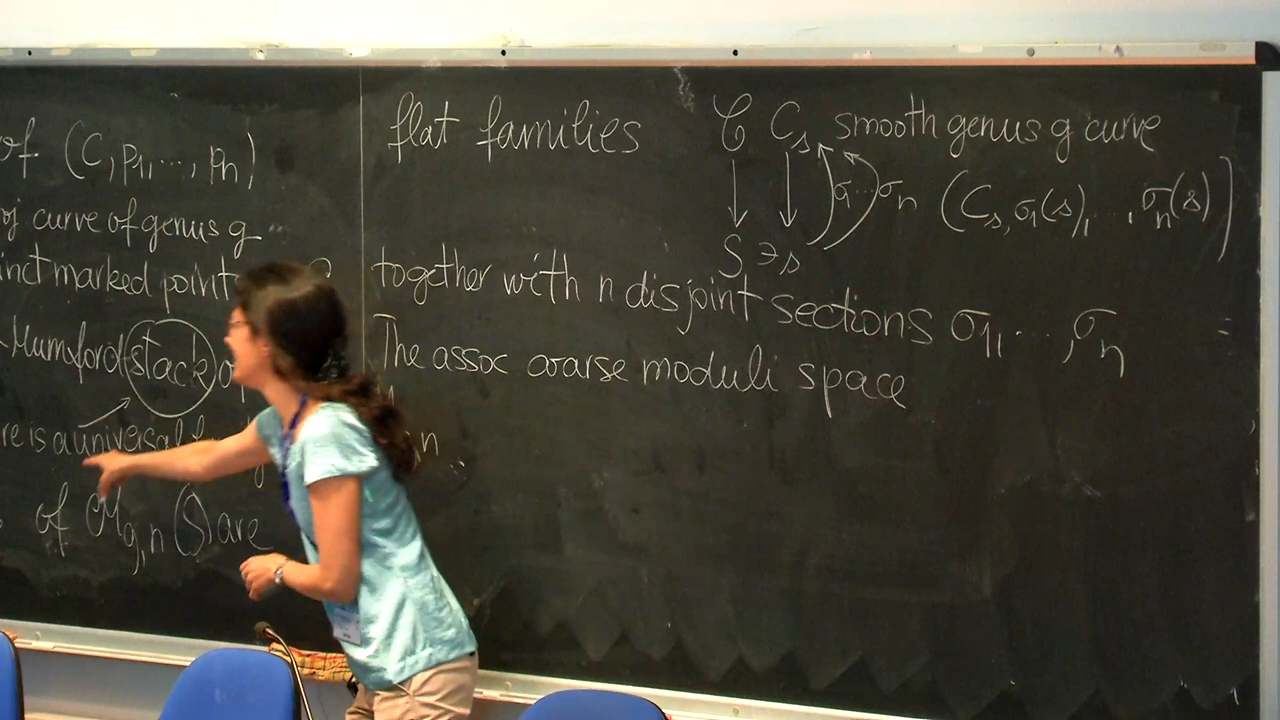 of (C, p₁, ..., pₙ)
curve of genus g
marked points
Mumford stack of
re is a universal
of M_{g,n}(S) are
flat families 𝒞 C_s smooth genus g curve
↓ ↓ σ₁ ... σₙ (C_s, σ₁(s), ..., σₙ(s))
S ∋ s
together with n disjoint sections σ₁, ..., σₙ
The assoc coarse moduli space
n